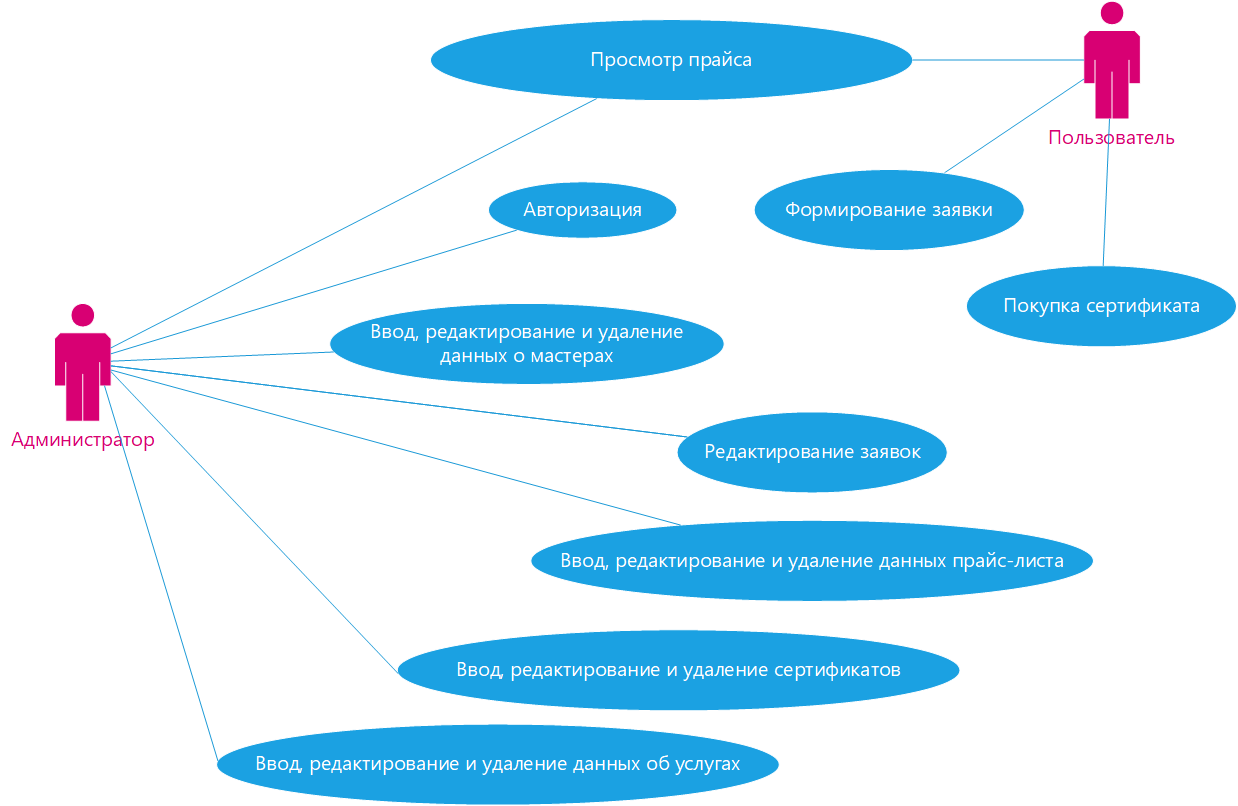 Просмотр прайса
Пользователь
Авторизация
Формирование заявки
Покупка сертификата
Ввод, редактирование и удаление
данных о мастерах
Администратор
Редактирование заявок
Ввод, редактирование и удаление данных прайс-листа
Ввод, редактирование и удаление сертификатов
Ввод, редактирование и удаление данных об услугах